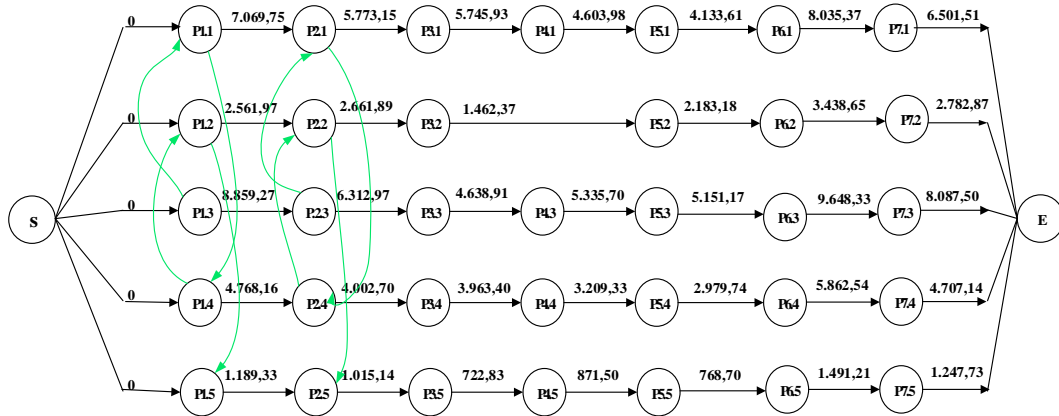 0 7.069,75 5.773,15 5.745,93 4.603,98 4.133,61 8.035,37 6.501,51
P1.1 P2.1 P3.1 P4.1 P5.1 P6.1 P7.1
0 2.561,97 2.661,89 1.462,37 2.183,18 3.438,65 2.782,87
P1.2 P2.2 P3.2 P5.2 P6.2 P7.2
0 8.859,27 6.312,97 4.638,91 5.335,70 5.151,17 9.648,33 8.087,50
P1.3 P.2.3 P3.3 P4.3 P5.3 P6.3 P7.3
S E
0 4.768,16 4.002,70 3.963,40 3.209,33 2.979,74 5.862,54 4.707,14
P1.4 P2.4 P3.4 P4.4 P5.4 P6.4 P7.4
0 1.189,33 1.015,14 722,83 871,50 768,70 1.491,21 1.247,73
P1.5 P2.5 P3.5 P4.5 P5.5 P6.5 P7.5